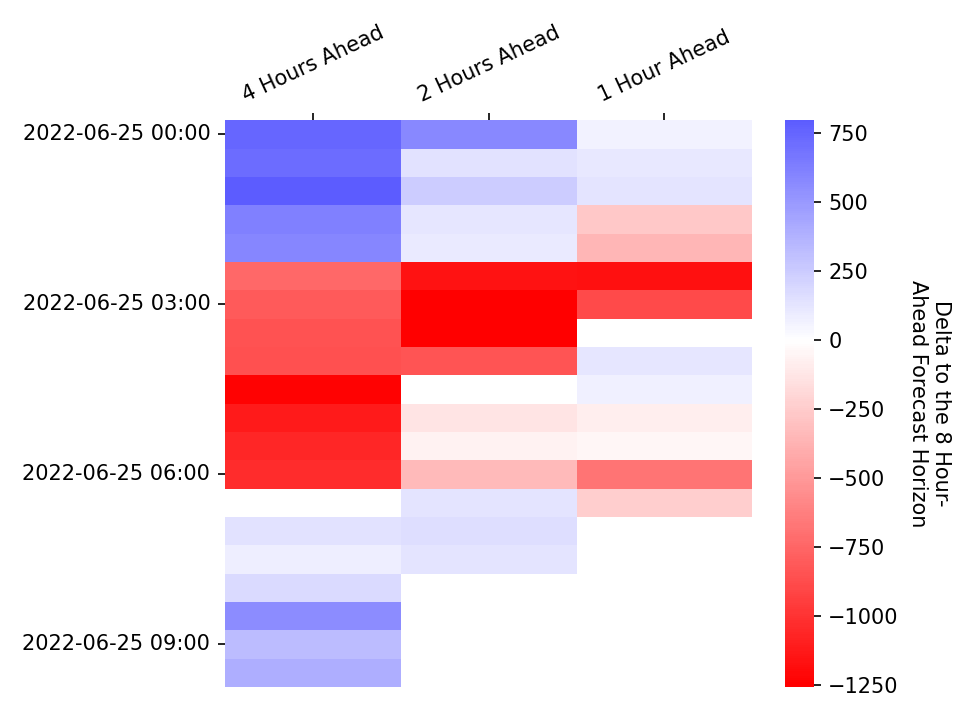 4 Hours Ahead
2 Hours Ahead
1 Hour Ahead
2022-06-25 00:00
2022-06-25 03:00
2022-06-25 06:00
2022-06-25 09:00
750
500
250
0
−250
−500
−750
−1000
−1250
Delta to the 8 Hour-
Ahead Forecast Horizon